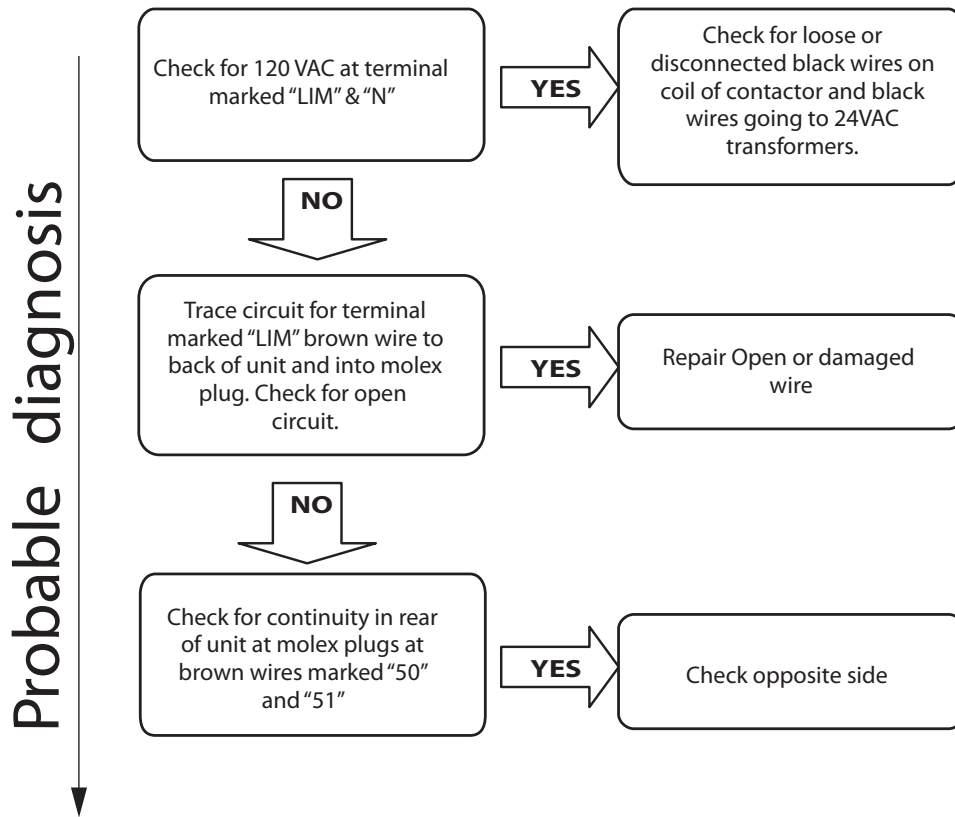 Probable diagnosis
Check for 120 VAC at terminal
marked “LIM” & “N”
YES
Check for loose or
disconnected black wires on
coil of contactor and black
wires going to 24VAC
transformers.
NO
Trace circuit for terminal
marked “LIM” brown wire to
back of unit and into molex
plug. Check for open
circuit.
YES
Repair Open or damaged
wire
NO
Check for continuity in rear
of unit at molex plugs at
brown wires marked “50”
and “51”
YES
Check opposite side